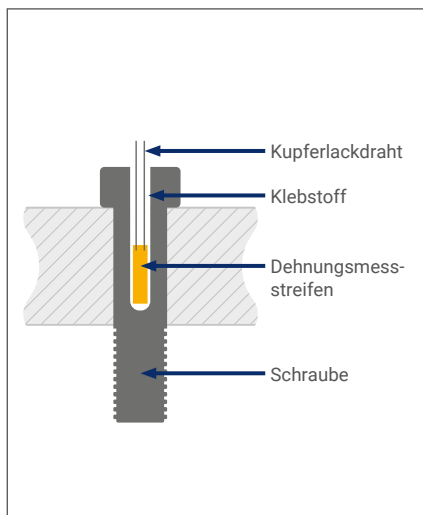 Kupferlackdraht
Klebstoff
Dehnungsmess-
streifen
Schraube